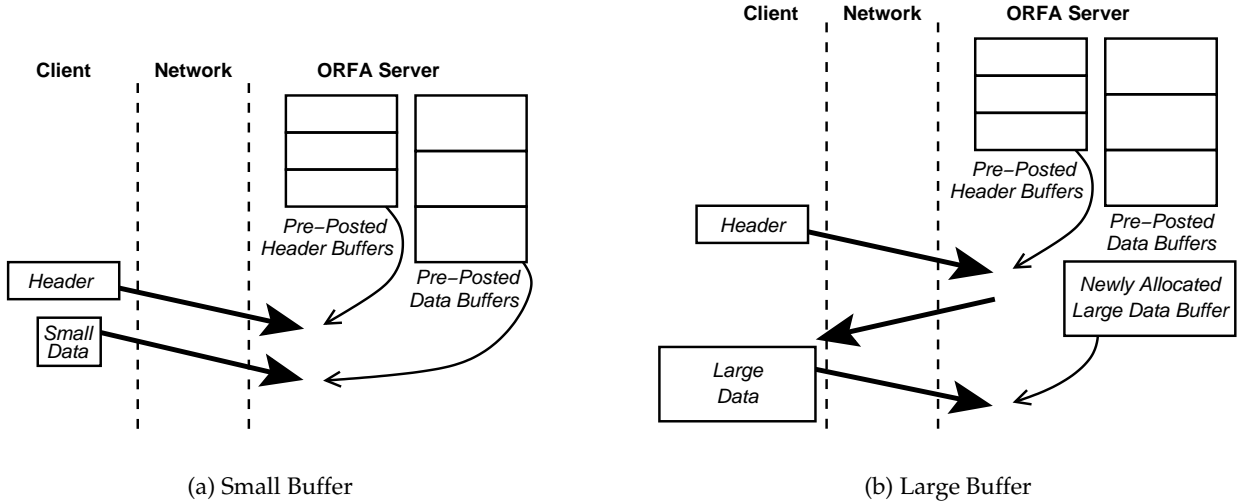 Client
Network
ORFA Server
Pre–Posted
Header Buffers
Pre–Posted
Data Buffers
Header
Small
Data
(a) Small Buffer
Client
Network
ORFA Server
Pre–Posted
Header Buffers
Header
Pre–Posted
Data Buffers
Newly Allocated
Large Data Buffer
Large
Data
(b) Large Buffer